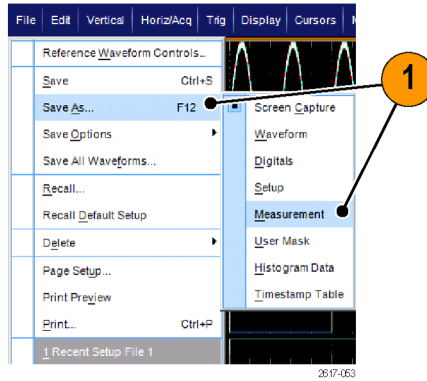 File Edit Vertical Horiz/Acq Trig Display Cursors
Reference Waveform Controls...
Save Ctrl+S
Save As... F12
Save Options
Save All Waveforms...
Recall...
Recall Default Setup
Delete
Page Setup...
Print Preview
Print... Ctrl+P
1 Recent Setup File 1
Screen Capture
Waveform
Digitals
Setup
Measurement
User Mask
Histogram Data
Timestamp Table
1
2617-053